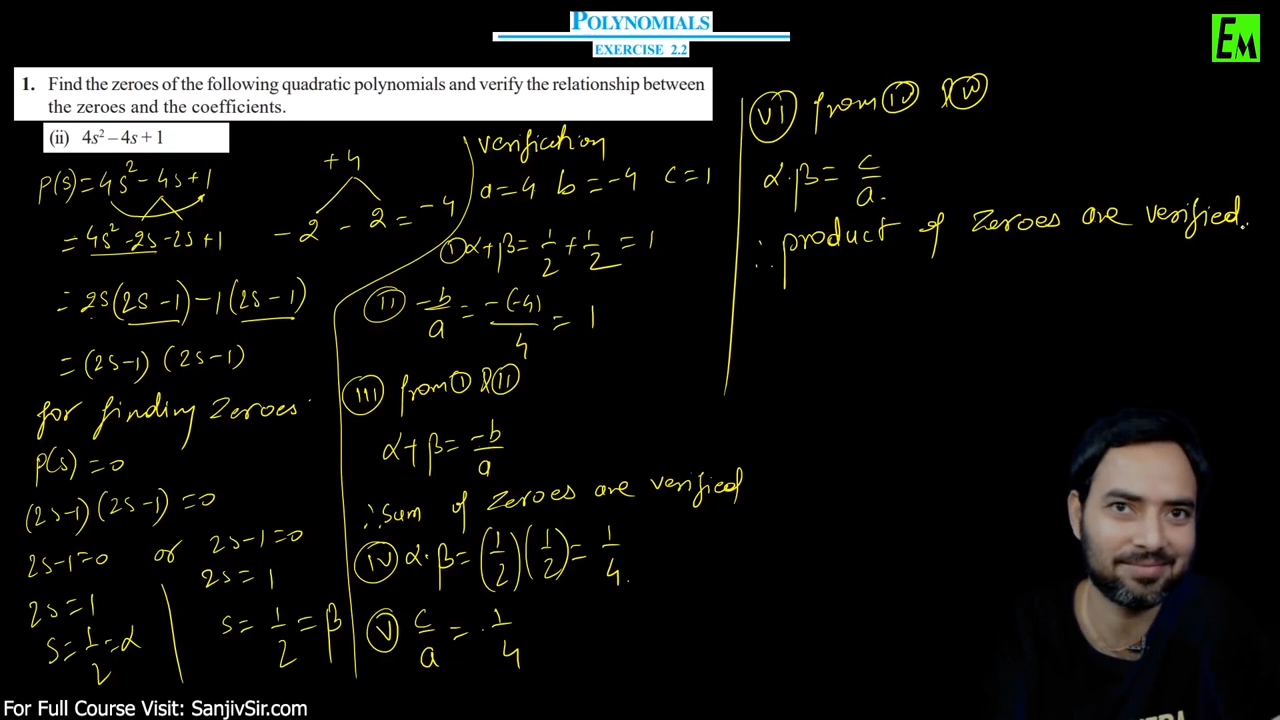 POLYNOMIALS
EXERCISE 2.2
EM
1. Find the zeroes of the following quadratic polynomials and verify the relationship between
the zeroes and the coefficients.
(ii) 4s² – 4s + 1
P(s) = 4s² - 4s + 1
= 4s² - 2s - 2s + 1
= 2s(2s - 1) - 1(2s - 1)
= (2s-1) (2s-1)
for finding zeroes.
P(s) = 0
(2s-1) (2s-1) = 0
2s-1=0 or 2s-1=0
2s=1
s=1/2=α
2s=1
s=1/2=β
+4
-2 -2 = -4
verification
a=4 b=-4 c=1
(I) α+β = 1/2 + 1/2 = 1
(II) -b/a = -(-4)/4 = 1
(III) from (I) & (II)
α+β = -b/a
∴ sum of zeroes are verified
(IV) α.β = (1/2)(1/2) = 1/4.
(V) c/a = 1/4
(VI) from (IV) & (V)
α.β = c/a.
∴ product of zeroes are verified.
For Full Course Visit: SanjivSir.com